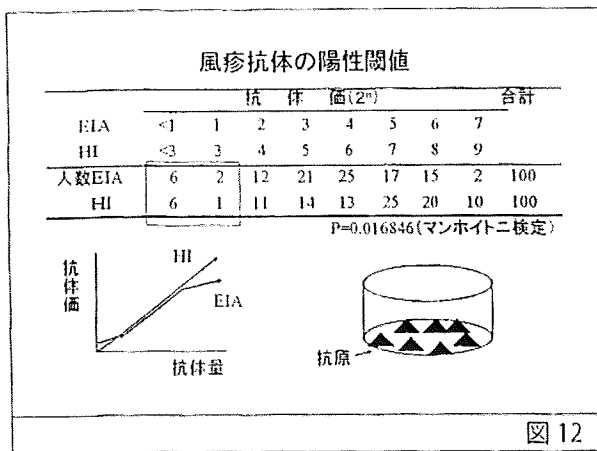 風疹抗体の陽性閾値
抗 体 価(2ⁿ) 合計
EIA <1 1 2 3 4 5 6 7
HI <3 3 4 5 6 7 8 9
人数EIA 6 2 12 21 25 17 15 2 100
HI 6 1 11 14 13 25 20 10 100
P=0.016846(マンホイトニ検定)
抗体価
HI
EIA
抗体量
抗原
図 12